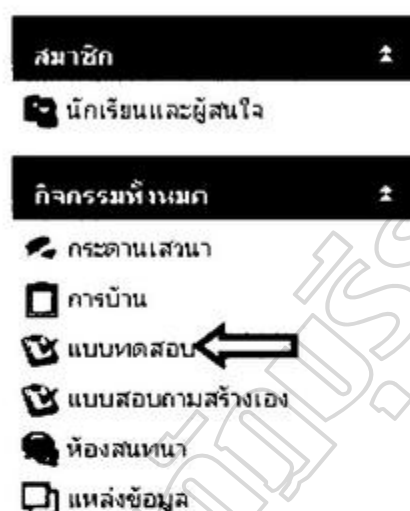 สมาชิก
นักเรียนและผู้สนใจ
กิจกรรมทั้งหมด
กระดานเสวนา
การบ้าน
แบบทดสอบ
แบบสอบถามสร้างเอง
ห้องสนทนา
แหล่งข้อมูล